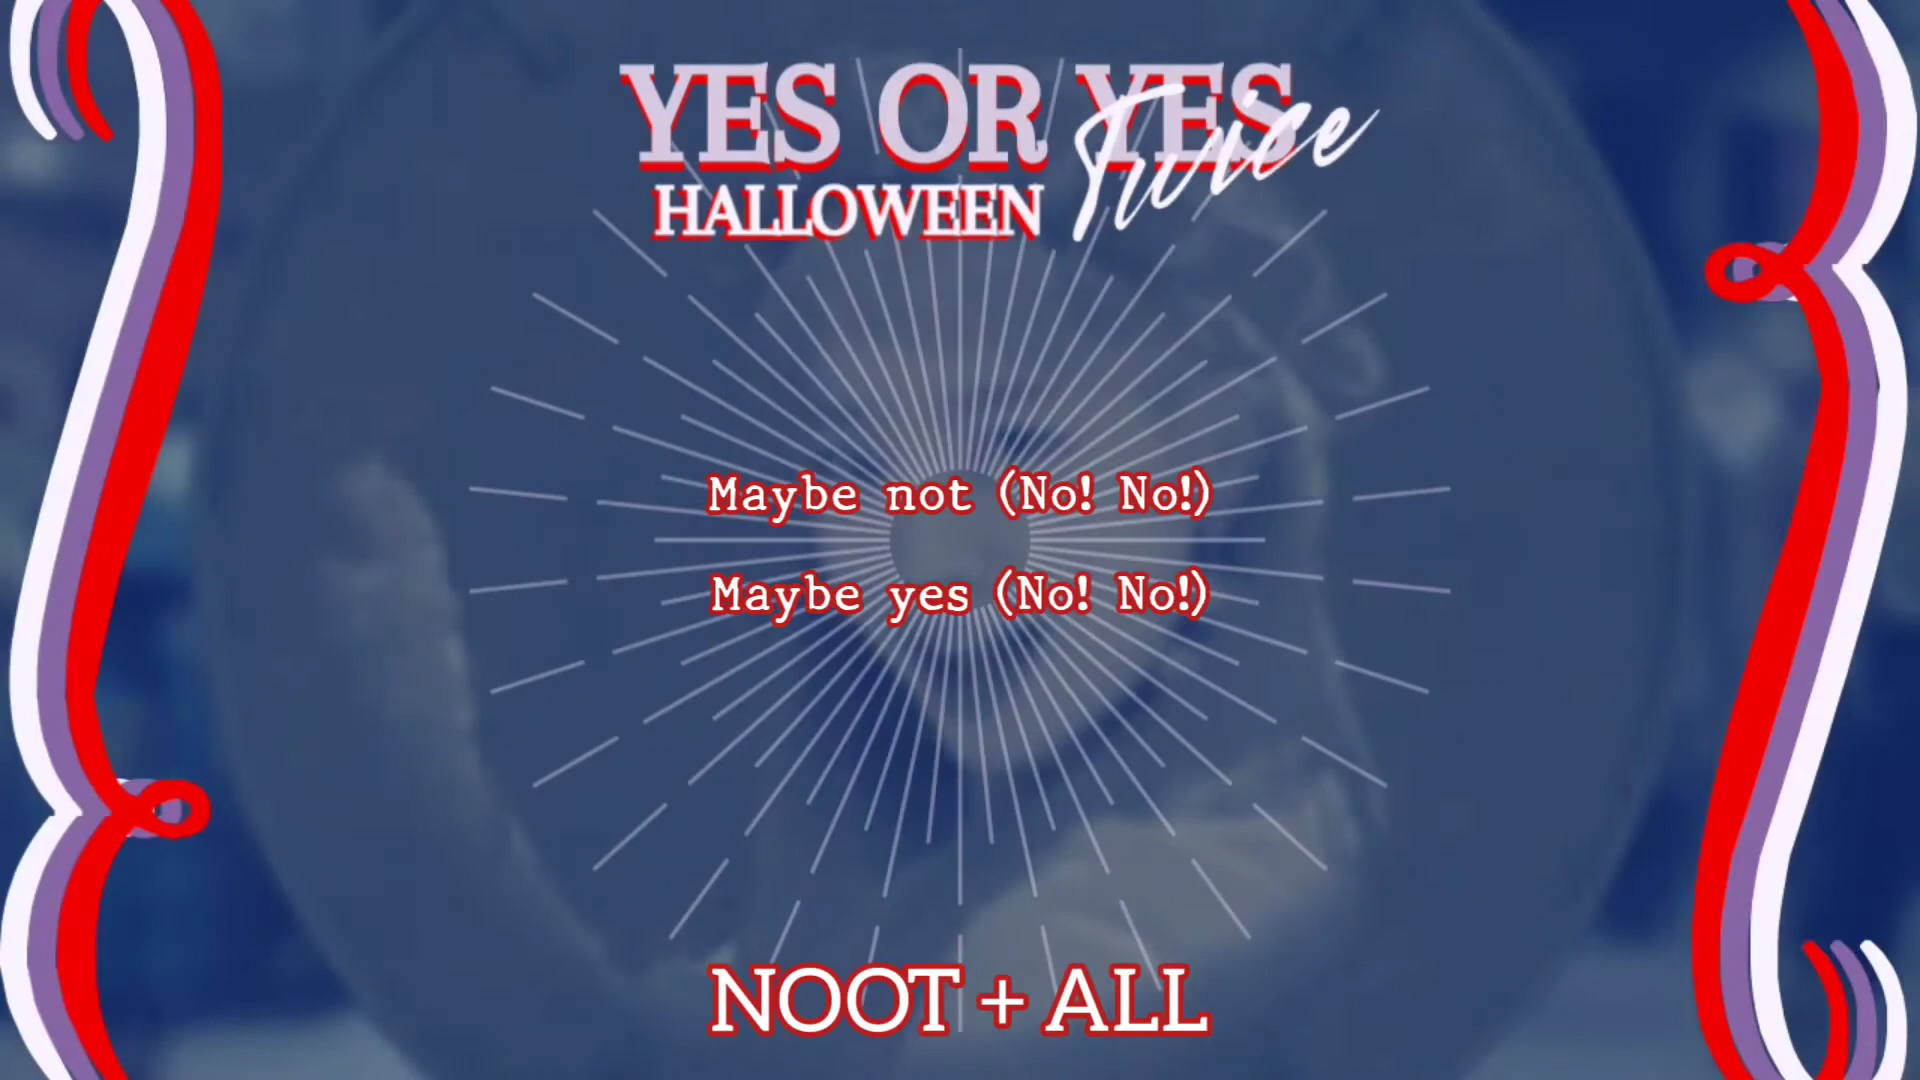 YES OR YES
Twice
HALLOWEEN
Maybe not (No! No!)
Maybe yes (No! No!)
NOOT + ALL